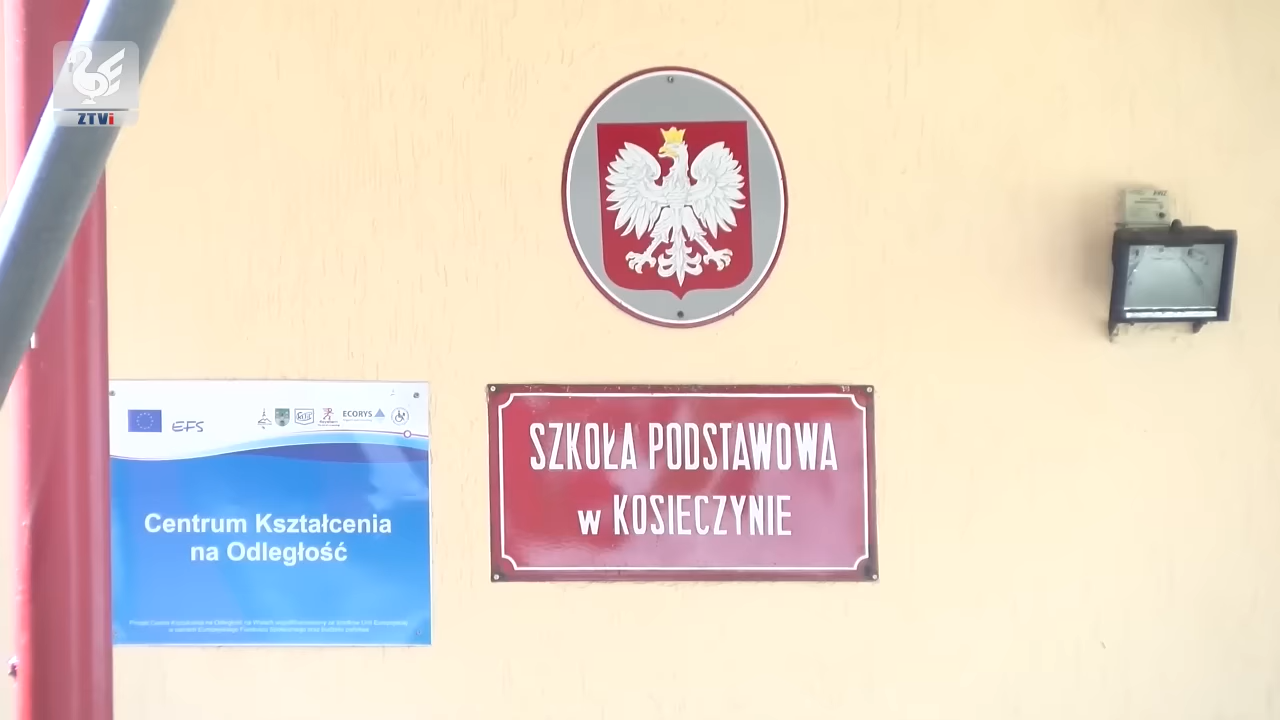 ZTVi
SZKOŁA PODSTAWOWA
w KOSIECZYNIE
EFS
ECORYS
Centrum Kształcenia
na Odległość